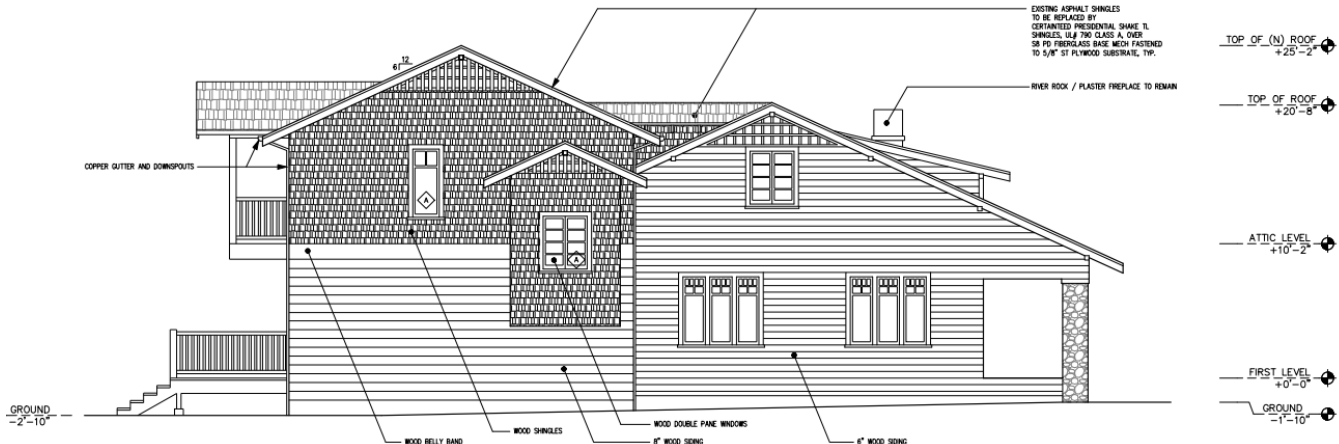 EXISTING ASPHALT SHINGLES
TO BE REPLACED BY
CERTAINTEED PRESIDENTIAL SHAKE TL
SHINGLES, UL# 790 CLASS A, OVER
SB PD FIBERGLASS BASE MECH FASTENED
TO 5/8" ST PLYWOOD SUBSTRATE, TYP.
TOP OF (N) ROOF
+25'-2"
12
6
RIVER ROCK / PLASTER FIREPLACE TO REMAIN
TOP OF ROOF
+20'-8"
COPPER GUTTER AND DOWNSPOUTS
A
A
ATTIC LEVEL
+10'-2"
FIRST LEVEL
+0'-0"
GROUND
-2'-10"
GROUND
-1'-10"
WOOD BELLY BAND
WOOD SHINGLES
8" WOOD SIDING
WOOD DOUBLE PANE WINDOWS
6" WOOD SIDING